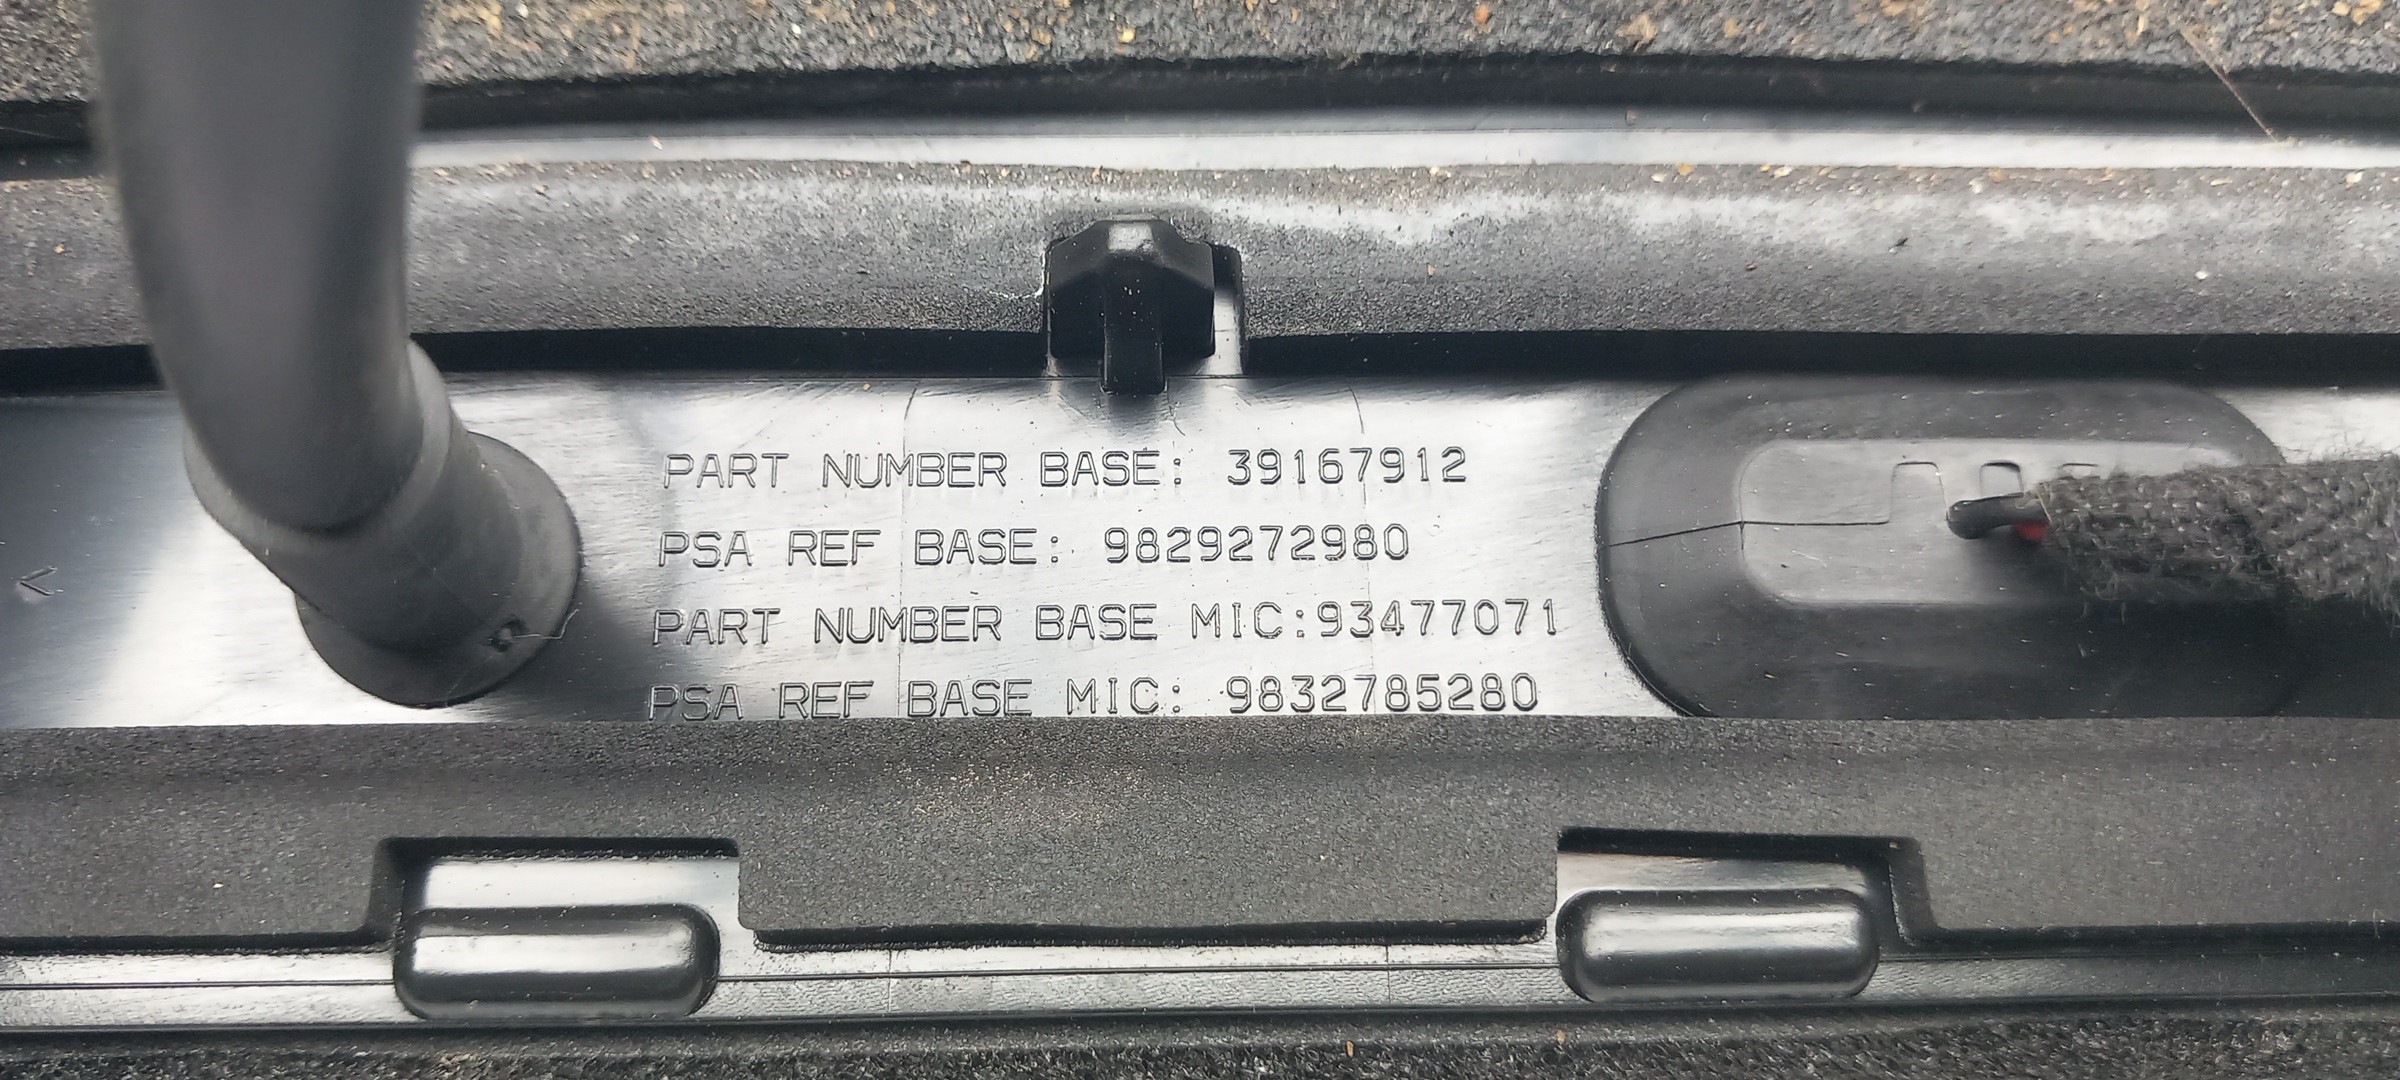 PART NUMBER BASE: 39167912
PSA REF BASE: 9829272980
PART NUMBER BASE MIC:93477071
PSA REF BASE MIC: 9832785280